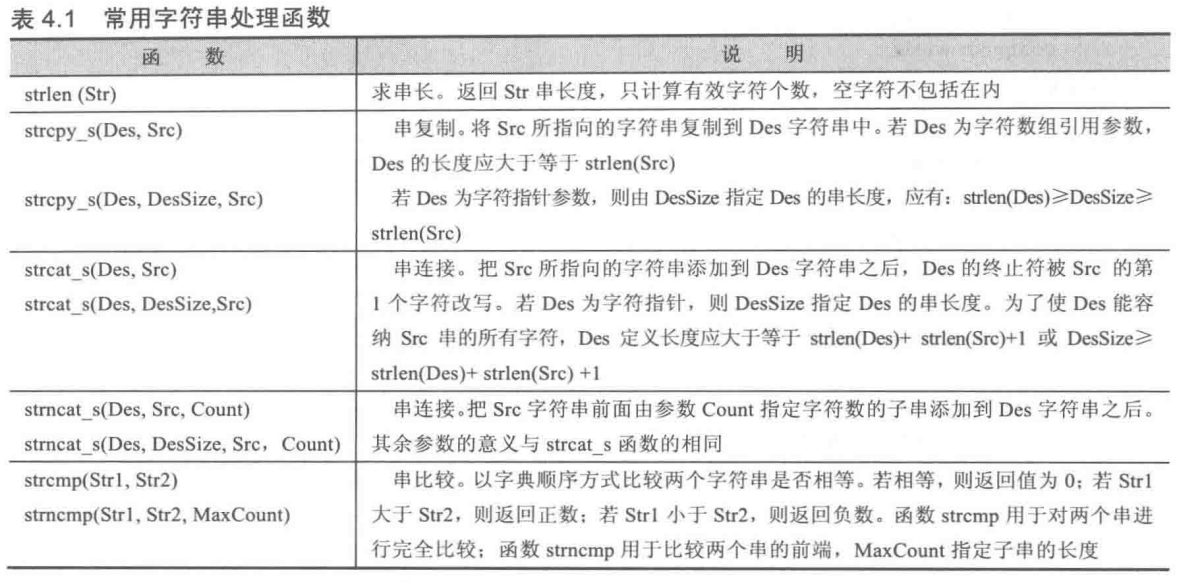 表 4.1 常用字符串处理函数
函 数 说 明
strlen (Str) 求串长。返回 Str 串长度，只计算有效字符个数，空字符不包括在内
strcpy_s(Des, Src) 串复制。将 Src 所指向的字符串复制到 Des 字符串中。若 Des 为字符数组引用参数，
Des 的长度应大于等于 strlen(Src)
strcpy_s(Des, DesSize, Src) 若 Des 为字符指针参数，则由 DesSize 指定 Des 的串长度，应有：strlen(Des)≥DesSize≥
strlen(Src)
strcat_s(Des, Src) 串连接。把 Src 所指向的字符串添加到 Des 字符串之后，Des 的终止符被 Src 的第
strcat_s(Des, DesSize,Src) 1 个字符改写。若 Des 为字符指针，则 DesSize 指定 Des 的串长度。为了使 Des 能容
纳 Src 串的所有字符，Des 定义长度应大于等于 strlen(Des)+ strlen(Src)+1 或 DesSize≥
strlen(Des)+ strlen(Src) +1
strncat_s(Des, Src, Count) 串连接。把 Src 字符串前面由参数 Count 指定字符数的子串添加到 Des 字符串之后。
strncat_s(Des, DesSize, Src，Count) 其余参数的意义与 strcat_s 函数的相同
strcmp(Str1, Str2) 串比较。以字典顺序方式比较两个字符串是否相等。若相等，则返回值为 0；若 Str1
strncmp(Str1, Str2, MaxCount) 大于 Str2，则返回正数；若 Str1 小于 Str2，则返回负数。函数 strcmp 用于对两个串进
行完全比较；函数 strncmp 用于比较两个串的前端，MaxCount 指定子串的长度